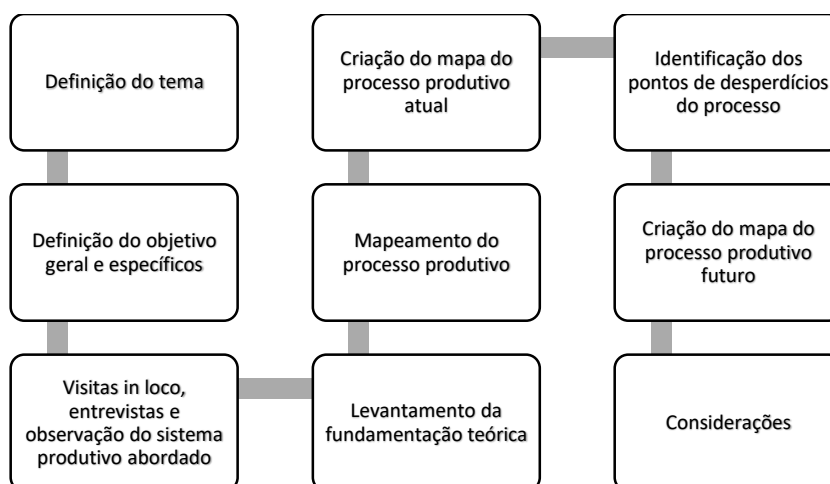 Definição do tema
Definição do objetivo
geral e específicos
Visitas in loco,
entrevistas e
observação do sistema
produtivo abordado
Levantamento da
fundamentação teórica
Mapeamento do
processo produtivo
Criação do mapa do
processo produtivo
atual
Identificação dos
pontos de desperdícios
do processo
Criação do mapa do
processo produtivo
futuro
Considerações